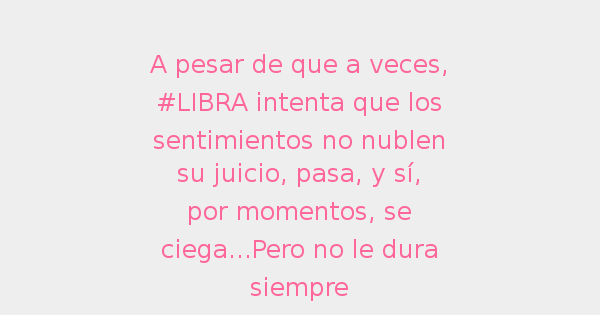 A pesar de que a veces,
#LIBRA intenta que los
sentimientos no nublen
su juicio, pasa, y sí,
por momentos, se
ciega...Pero no le dura
siempre